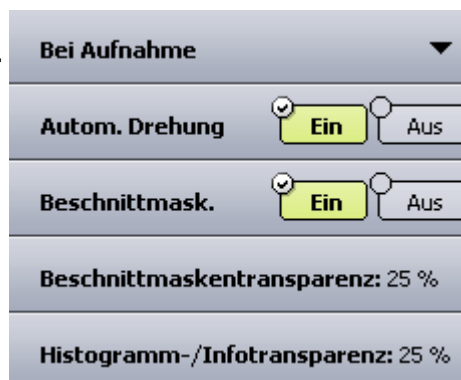 Bei Aufnahme
Autom. Drehung Ein Aus
Beschnittmask. Ein Aus
Beschnittmaskentransparenz: 25 %
Histogramm-/Infotransparenz: 25 %